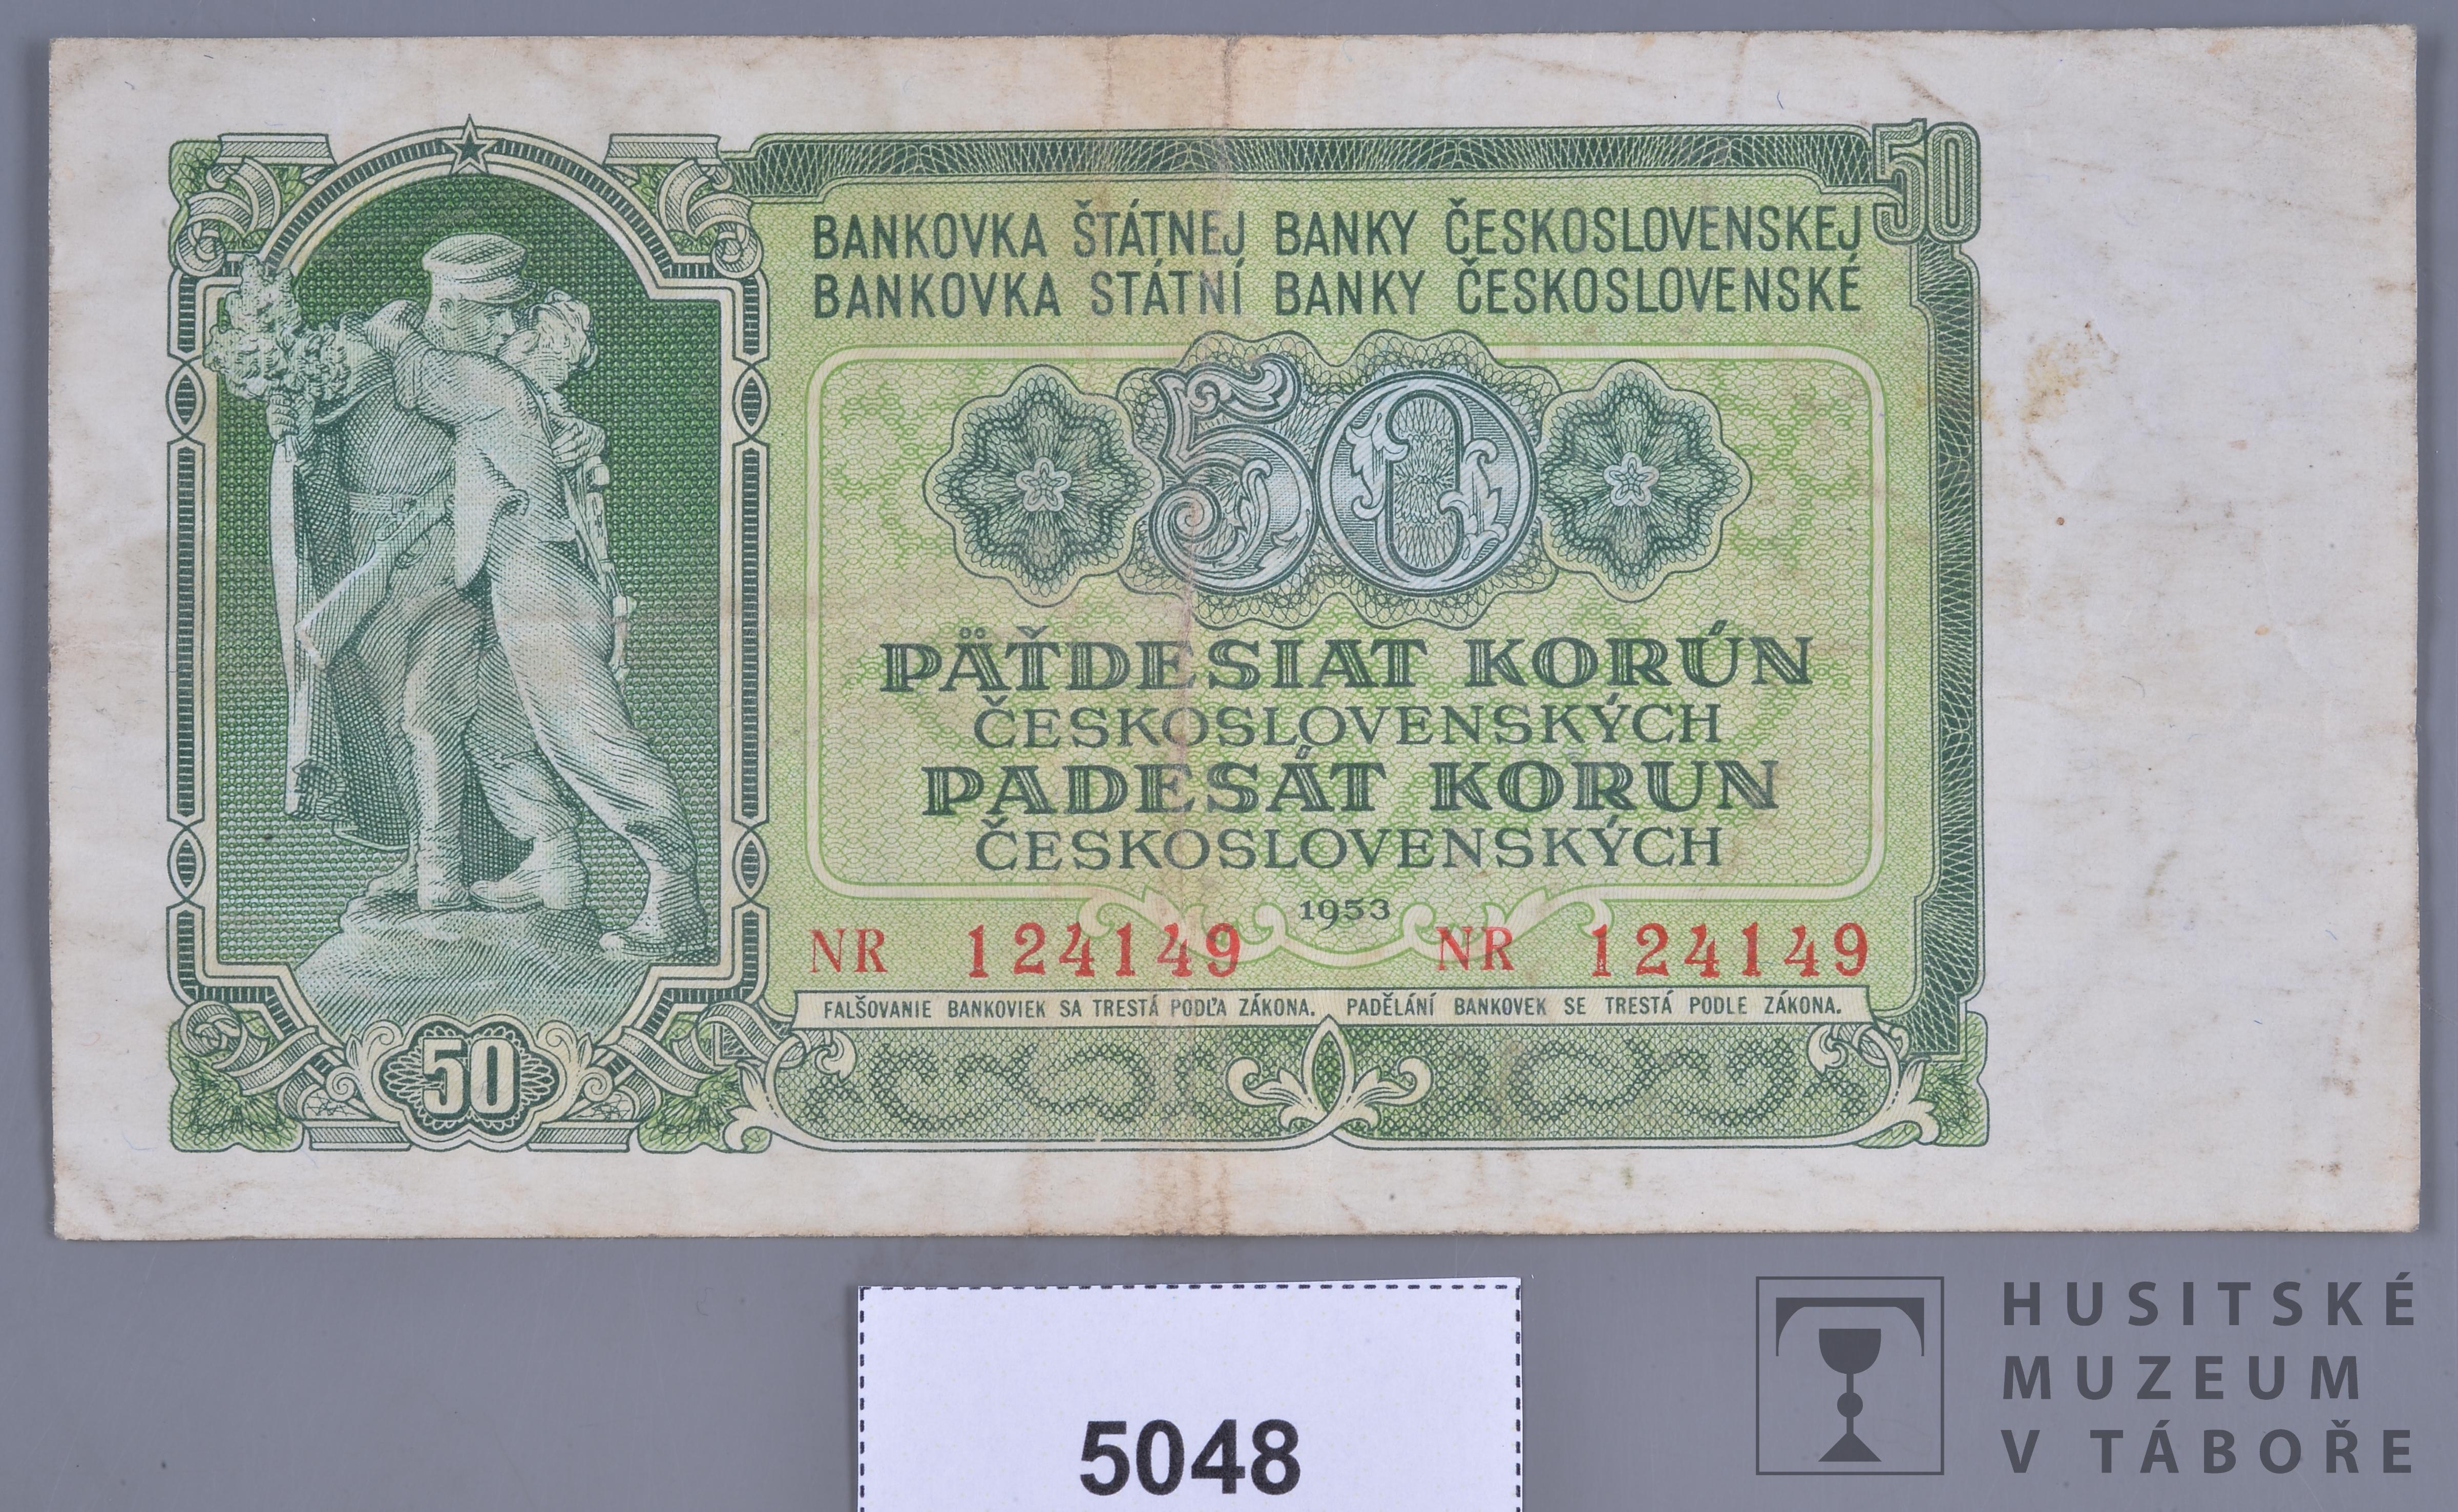 50
BANKOVKA ŠTÁTNEJ BANKY ČESKOSLOVENSKEJ
BANKOVKA STÁTNÍ BANKY ČESKOSLOVENSKÉ
50
PÄŤDESIAT KORÚN
ČESKOSLOVENSKÝCH
PADESÁT KORUN
ČESKOSLOVENSKÝCH
1953
NR 124149 NR 124149
FALŠOVANIE BANKOVIEK SA TRESTÁ PODĽA ZÁKONA. PADĚLÁNÍ BANKOVEK SE TRESTÁ PODLE ZÁKONA.
50
5048
HUSITSKÉ
MUZEUM
V TÁBOŘE